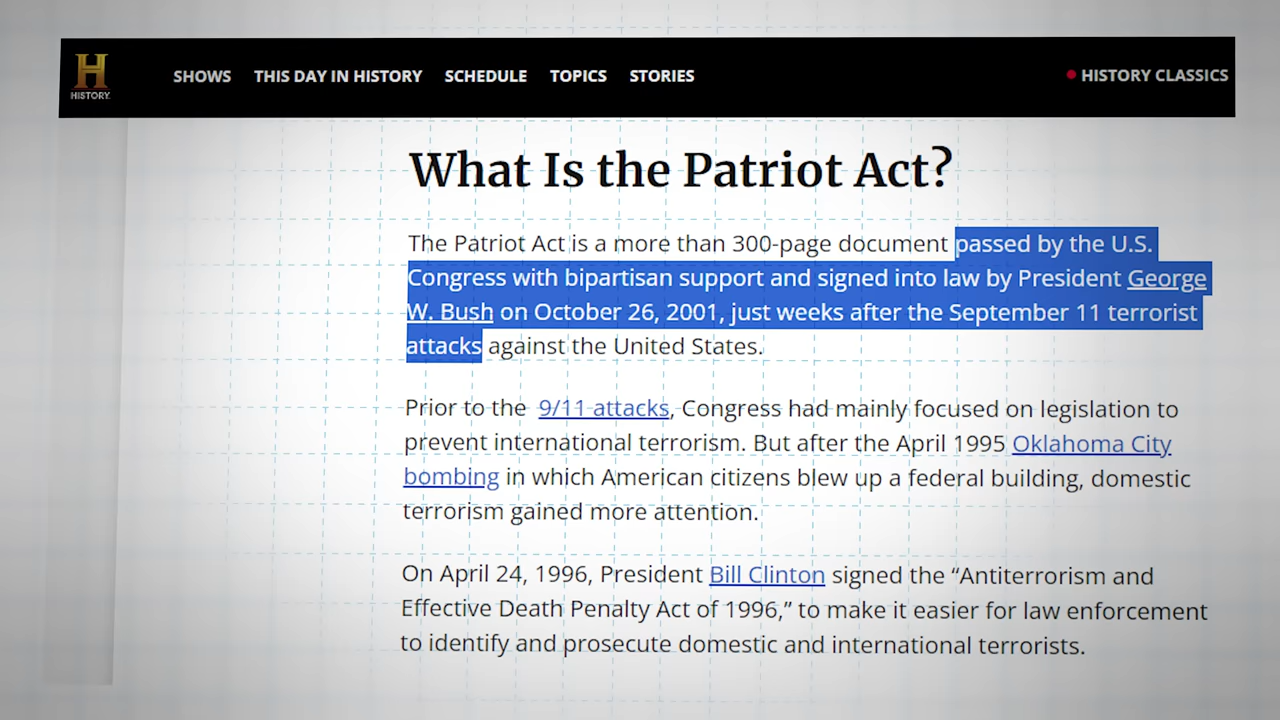 H
HISTORY.
SHOWS THIS DAY IN HISTORY SCHEDULE TOPICS STORIES HISTORY CLASSICS
What Is the Patriot Act?
The Patriot Act is a more than 300-page document passed by the U.S.
Congress with bipartisan support and signed into law by President George
W. Bush on October 26, 2001, just weeks after the September 11 terrorist
attacks against the United States.
Prior to the 9/11 attacks, Congress had mainly focused on legislation to
prevent international terrorism. But after the April 1995 Oklahoma City
bombing in which American citizens blew up a federal building, domestic
terrorism gained more attention.
On April 24, 1996, President Bill Clinton signed the “Antiterrorism and
Effective Death Penalty Act of 1996,” to make it easier for law enforcement
to identify and prosecute domestic and international terrorists.